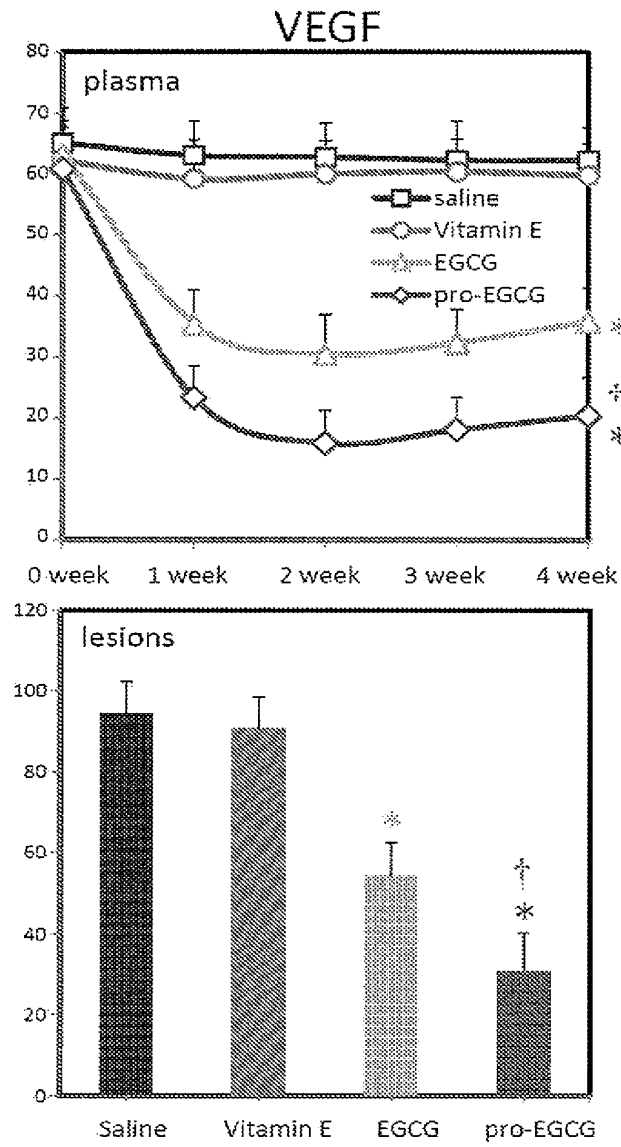 VEGF
80
plasma
70
60
50
40
30
20
10
0
saline
Vitamin E
EGCG
pro-EGCG
*
†
*
0 week 1 week 2 week 3 week 4 week
120
lesions
100
80
60
40
20
0
*
†
*
Saline Vitamin E EGCG pro-EGCG